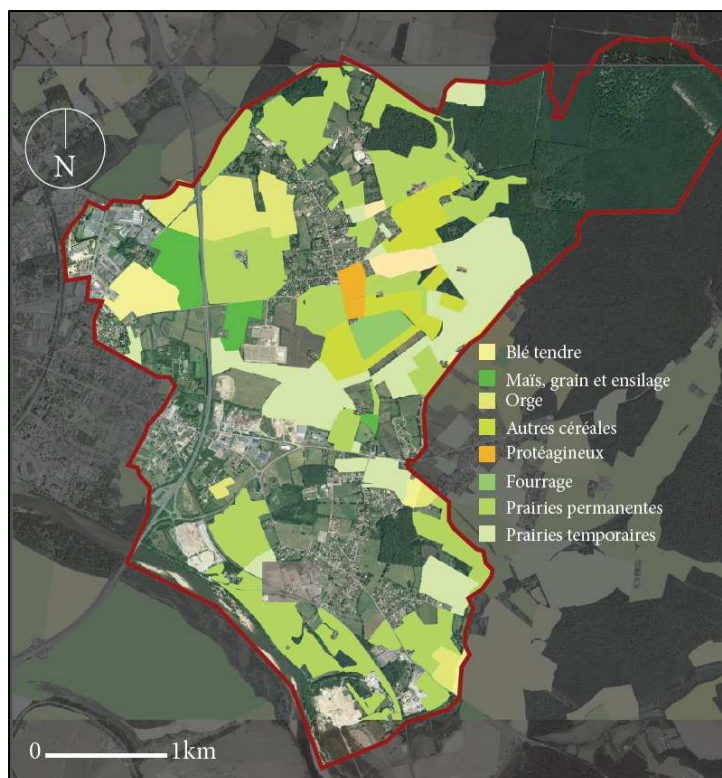 N
Blé tendre
Maïs, grain et ensilage
Orge
Autres céréales
Protéagineux
Fourrage
Prairies permanentes
Prairies temporaires
0 1km